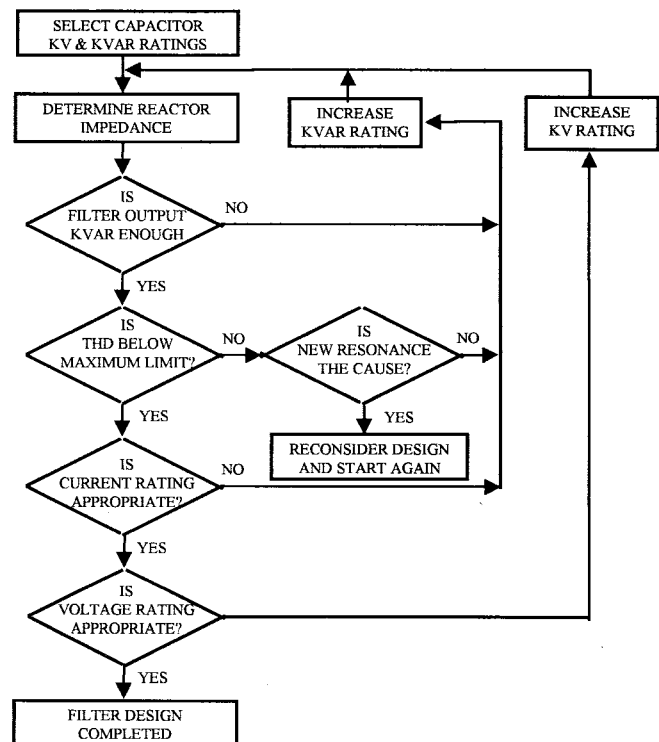 SELECT CAPACITOR
KV & KVAR RATINGS
DETERMINE REACTOR
IMPEDANCE
INCREASE
KVAR RATING
INCREASE
KV RATING
IS
FILTER OUTPUT
KVAR ENOUGH
NO
YES
IS
THD BELOW
MAXIMUM LIMIT?
NO
IS
NEW RESONANCE
THE CAUSE?
NO
YES
YES
RECONSIDER DESIGN
AND START AGAIN
IS
CURRENT RATING
APPROPRIATE?
NO
YES
IS
VOLTAGE RATING
APPROPRIATE?
YES
FILTER DESIGN
COMPLETED